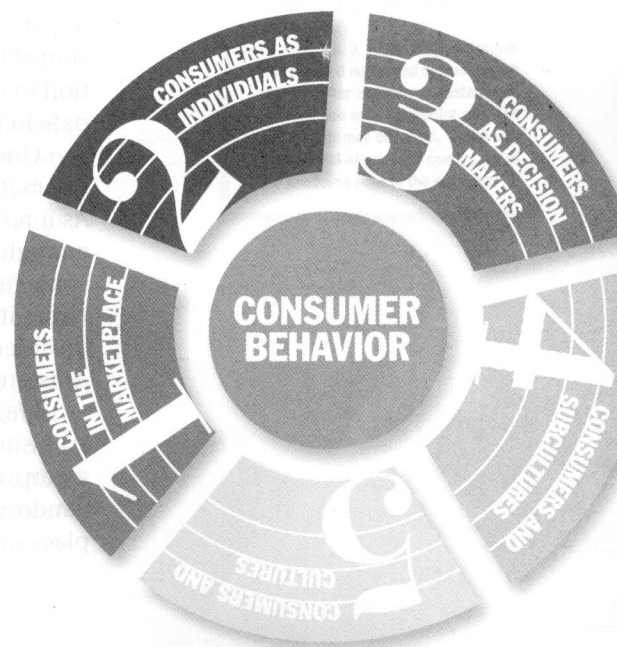 CONSUMER
BEHAVIOR
1
CONSUMERS
IN THE
MARKETPLACE
2
CONSUMERS AS
INDIVIDUALS
3
CONSUMERS
AS DECISION
MAKERS
4
CONSUMERS AND
SUBCULTURES
5
CONSUMERS AND
CULTURES